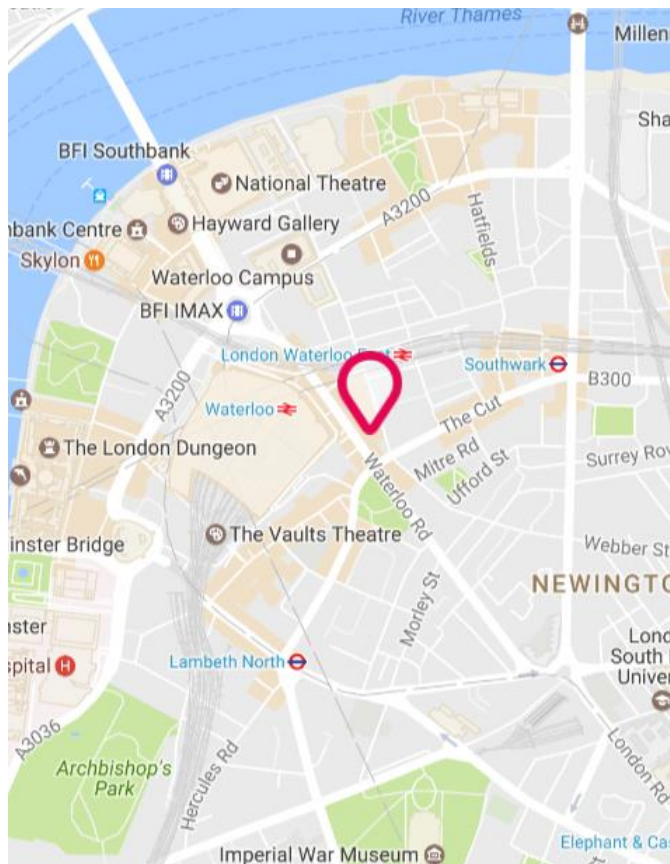 River Thames
Millen
Sha
BFI Southbank
National Theatre
A3200
Hatfields
nbank Centre
Hayward Gallery
Skylon
Waterloo Campus
BFI IMAX
London Waterloo East
Southwark
B300
A3200
Waterloo
The Cut
The London Dungeon
Mitre Rd
Ufford St
Surrey Rov
Waterloo Rd
The Vaults Theatre
inster Bridge
Webber St
NEWINGTO
Morley St
nster
spital
H
Lambeth North
Lond
South
Univer
A3036
Hercules Rd
London Rd
Archbishop's
Park
Elephant & Ca
Imperial War Museum